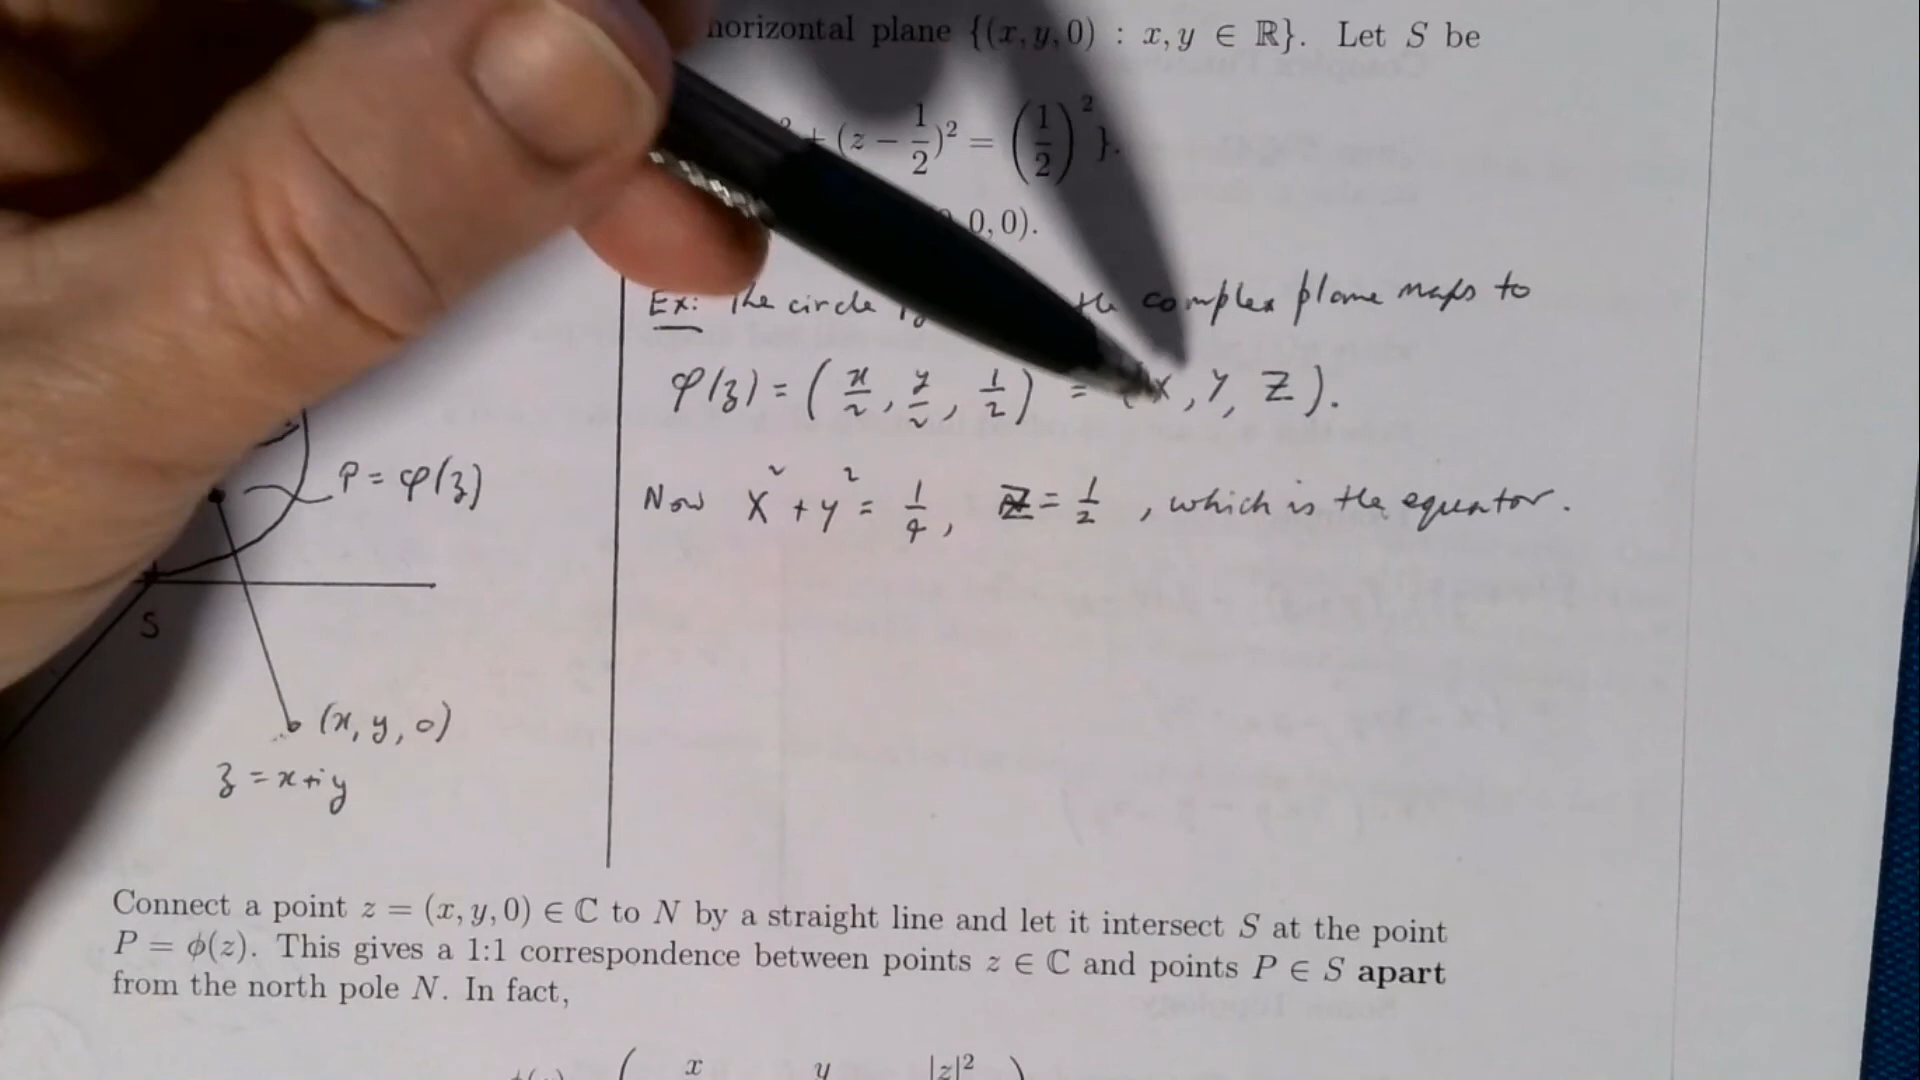 horizontal plane {(x, y, 0) : x, y ∈ ℝ}. Let S be
+ (z − 1/2)² = (1/2)²}.
0, 0).
Ex: The circle the complex plane maps to
φ(z) = (x/2, y/2, 1/2) = (X, Y, Z).
P = φ(z)
Now X² + Y² = 1/4, Z = 1/2, which is the equator.
S
(x, y, 0)
z = x+iy
Connect a point z = (x, y, 0) ∈ ℂ to N by a straight line and let it intersect S at the point
P = ϕ(z). This gives a 1:1 correspondence between points z ∈ ℂ and points P ∈ S apart
from the north pole N. In fact,
( x y |z|² )